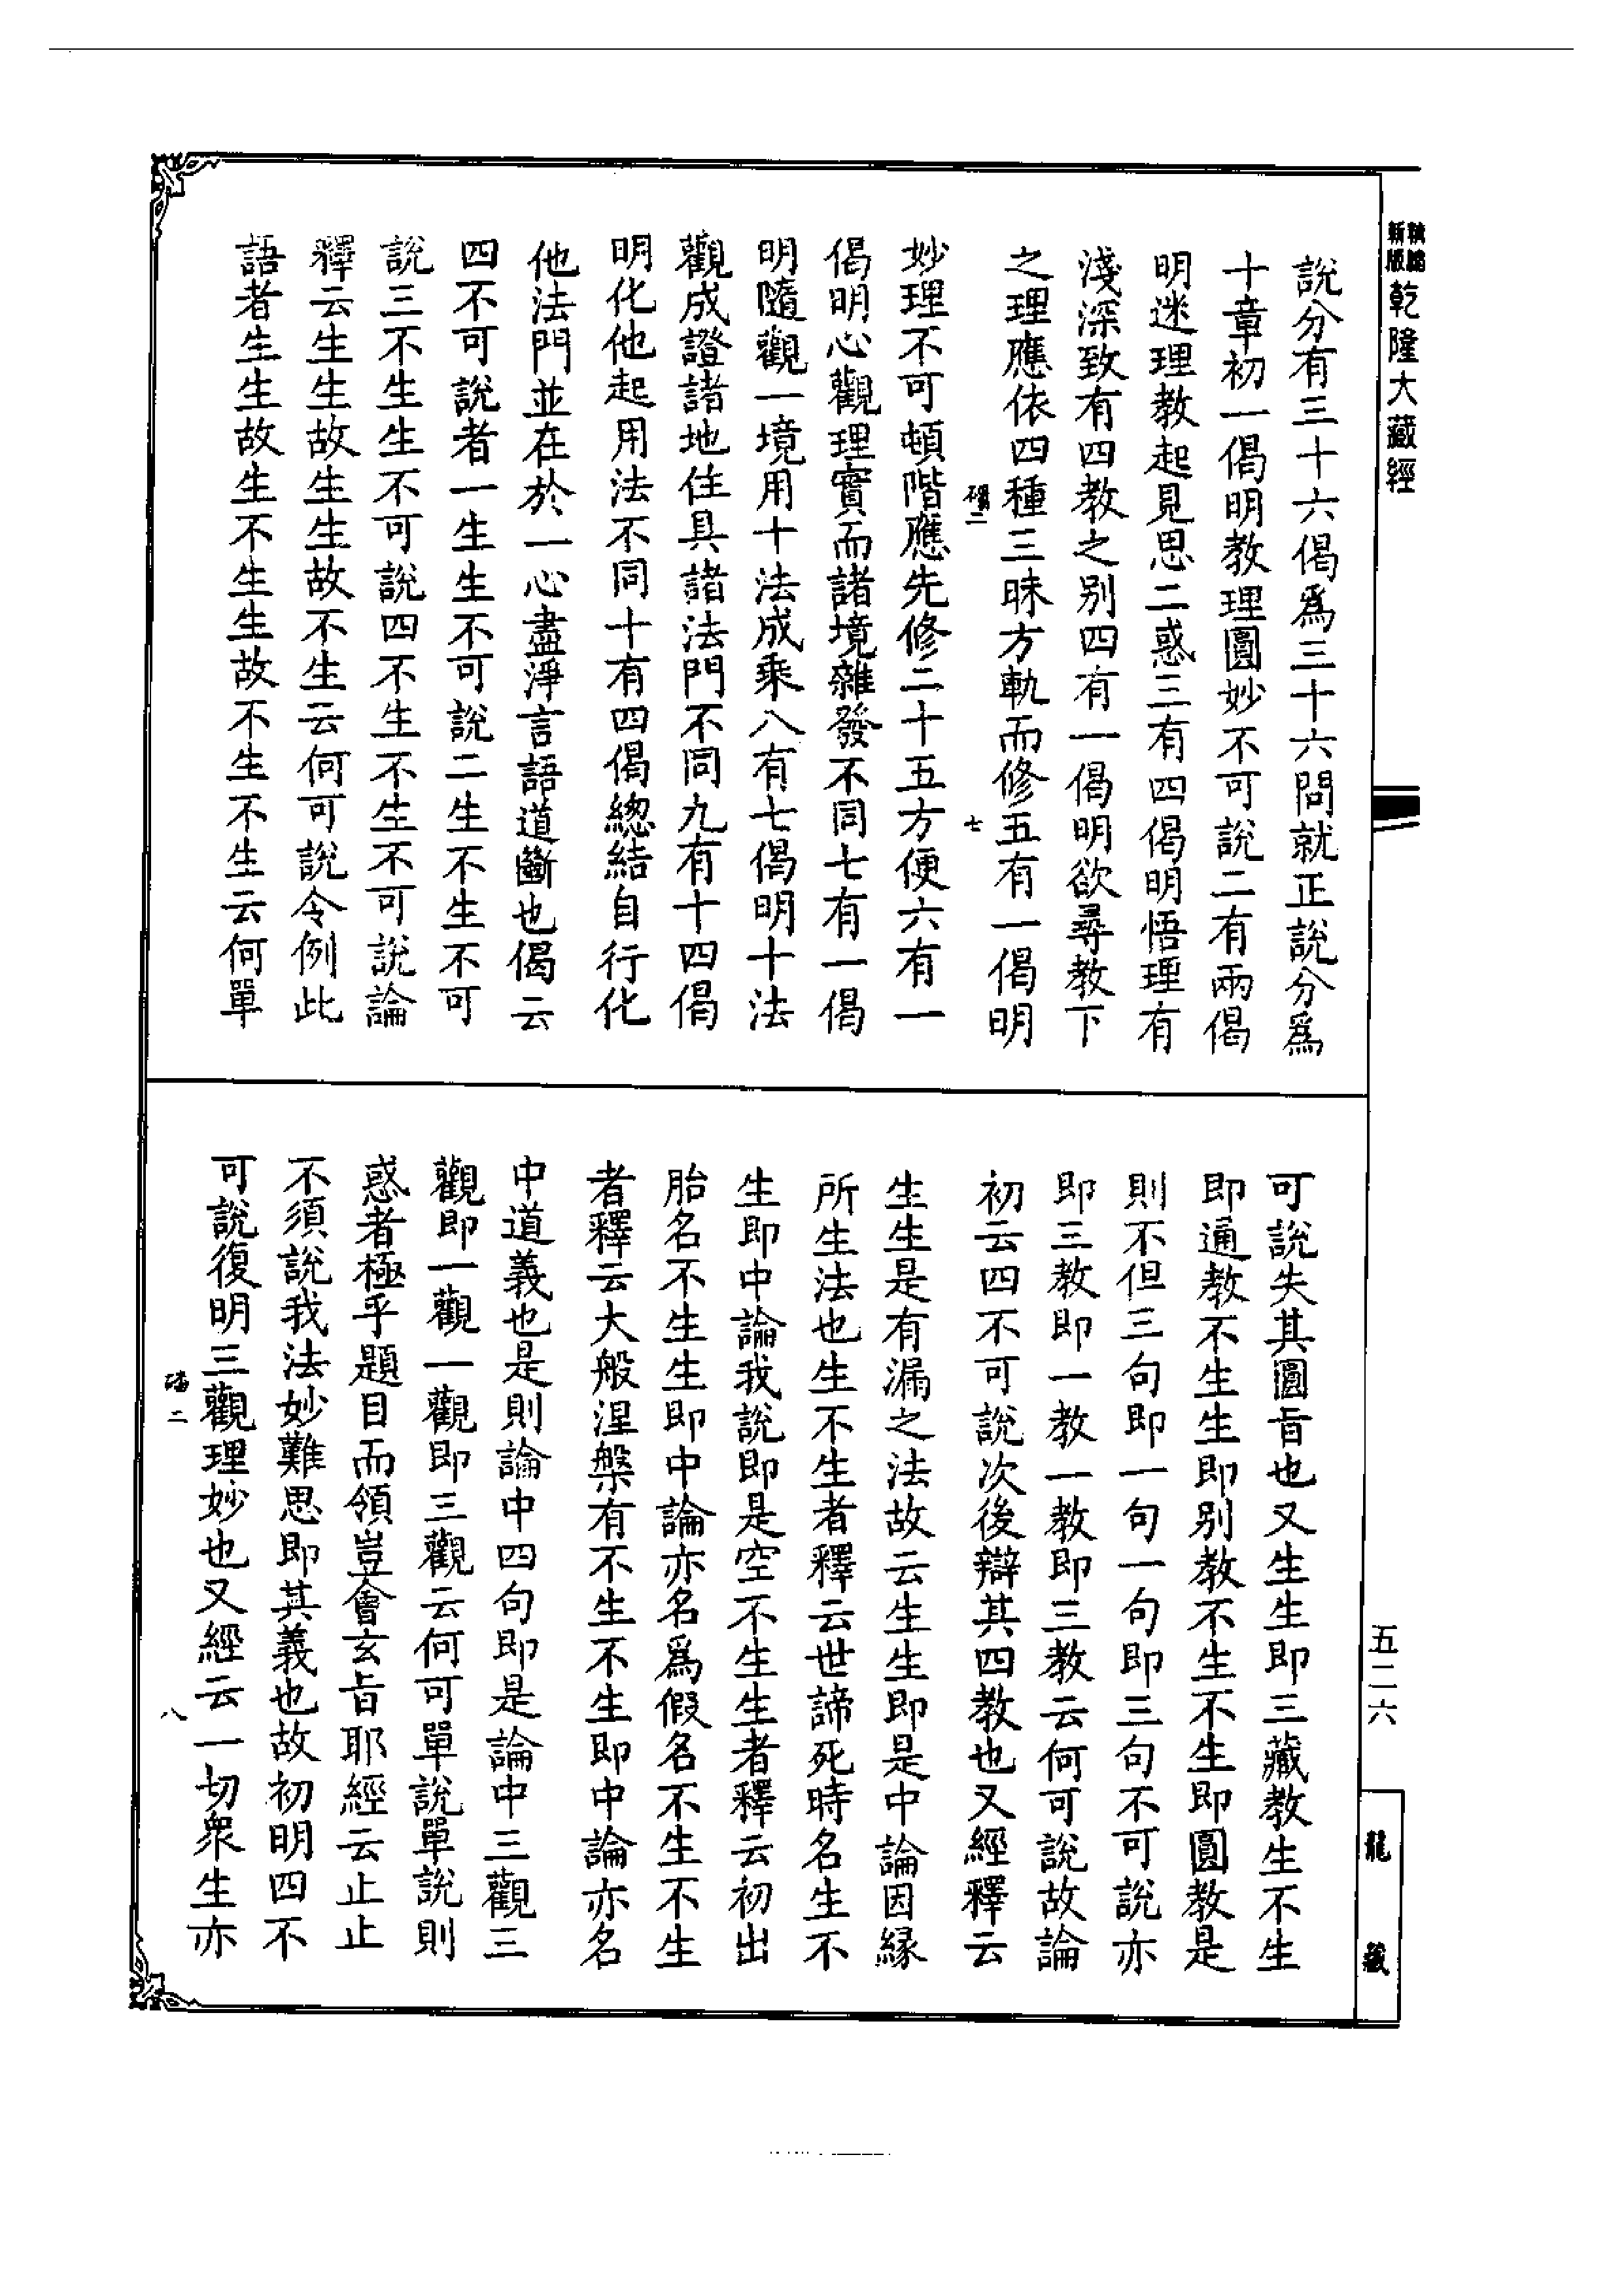 新版
乾隆大藏經
說分有三十六偈爲三十六問就正說分爲
十章初一偈明教理圓妙不可說二有兩偈
明迷理教起見思二惑三有四偈明悟理有
淺深致有四教之別四有一偈明欲尋教下
之理應依四種三昧方軌而修五有一偈明
妙理不可頓階應先修二十五方便六有一
偈明心觀理實而諸境雜發不同七有一偈
明隨觀一境用十法成乘八有七偈明十法
觀成證諸地住具諸法門不同九有十四偈
明化他起用法不同十有四偈總結自行化
他法門並在於一心盡淨言語道斷也偈云
四不可說者一生生不可說二生不生不可
說三不生生不可說四不生不生不可說論
釋云生生故生生故不生云何可說令例此
語者生生故生不生生故不生不生云何單
七
可說失其圓旨也又生生即三藏教生不生
即通教不生生即別教不生不生即圓教是
則不但三句即一句一句即三句不可說亦
即三教即一教一教即三教云何可說故論
初云四不可說次後辯其四教也又經釋云
生生是有漏之法故云生生即是中論因緣
所生法也生不生者釋云世諦死時名生不
生即中論我說即是空不生生者釋云初出
胎名不生生即中論亦名爲假名不生不生
者釋云大般涅槃有不生不生即中論亦名
中道義也是則論中四句即是論中三觀三
觀即一觀一觀即三觀云何可單說單說則
惑者極乎題目而領豈會玄旨耶經云止止
不須說我法妙難思即其義也故初明四不
可說復明三觀理妙也又經云一切衆生亦
二
八
五二六
龍藏